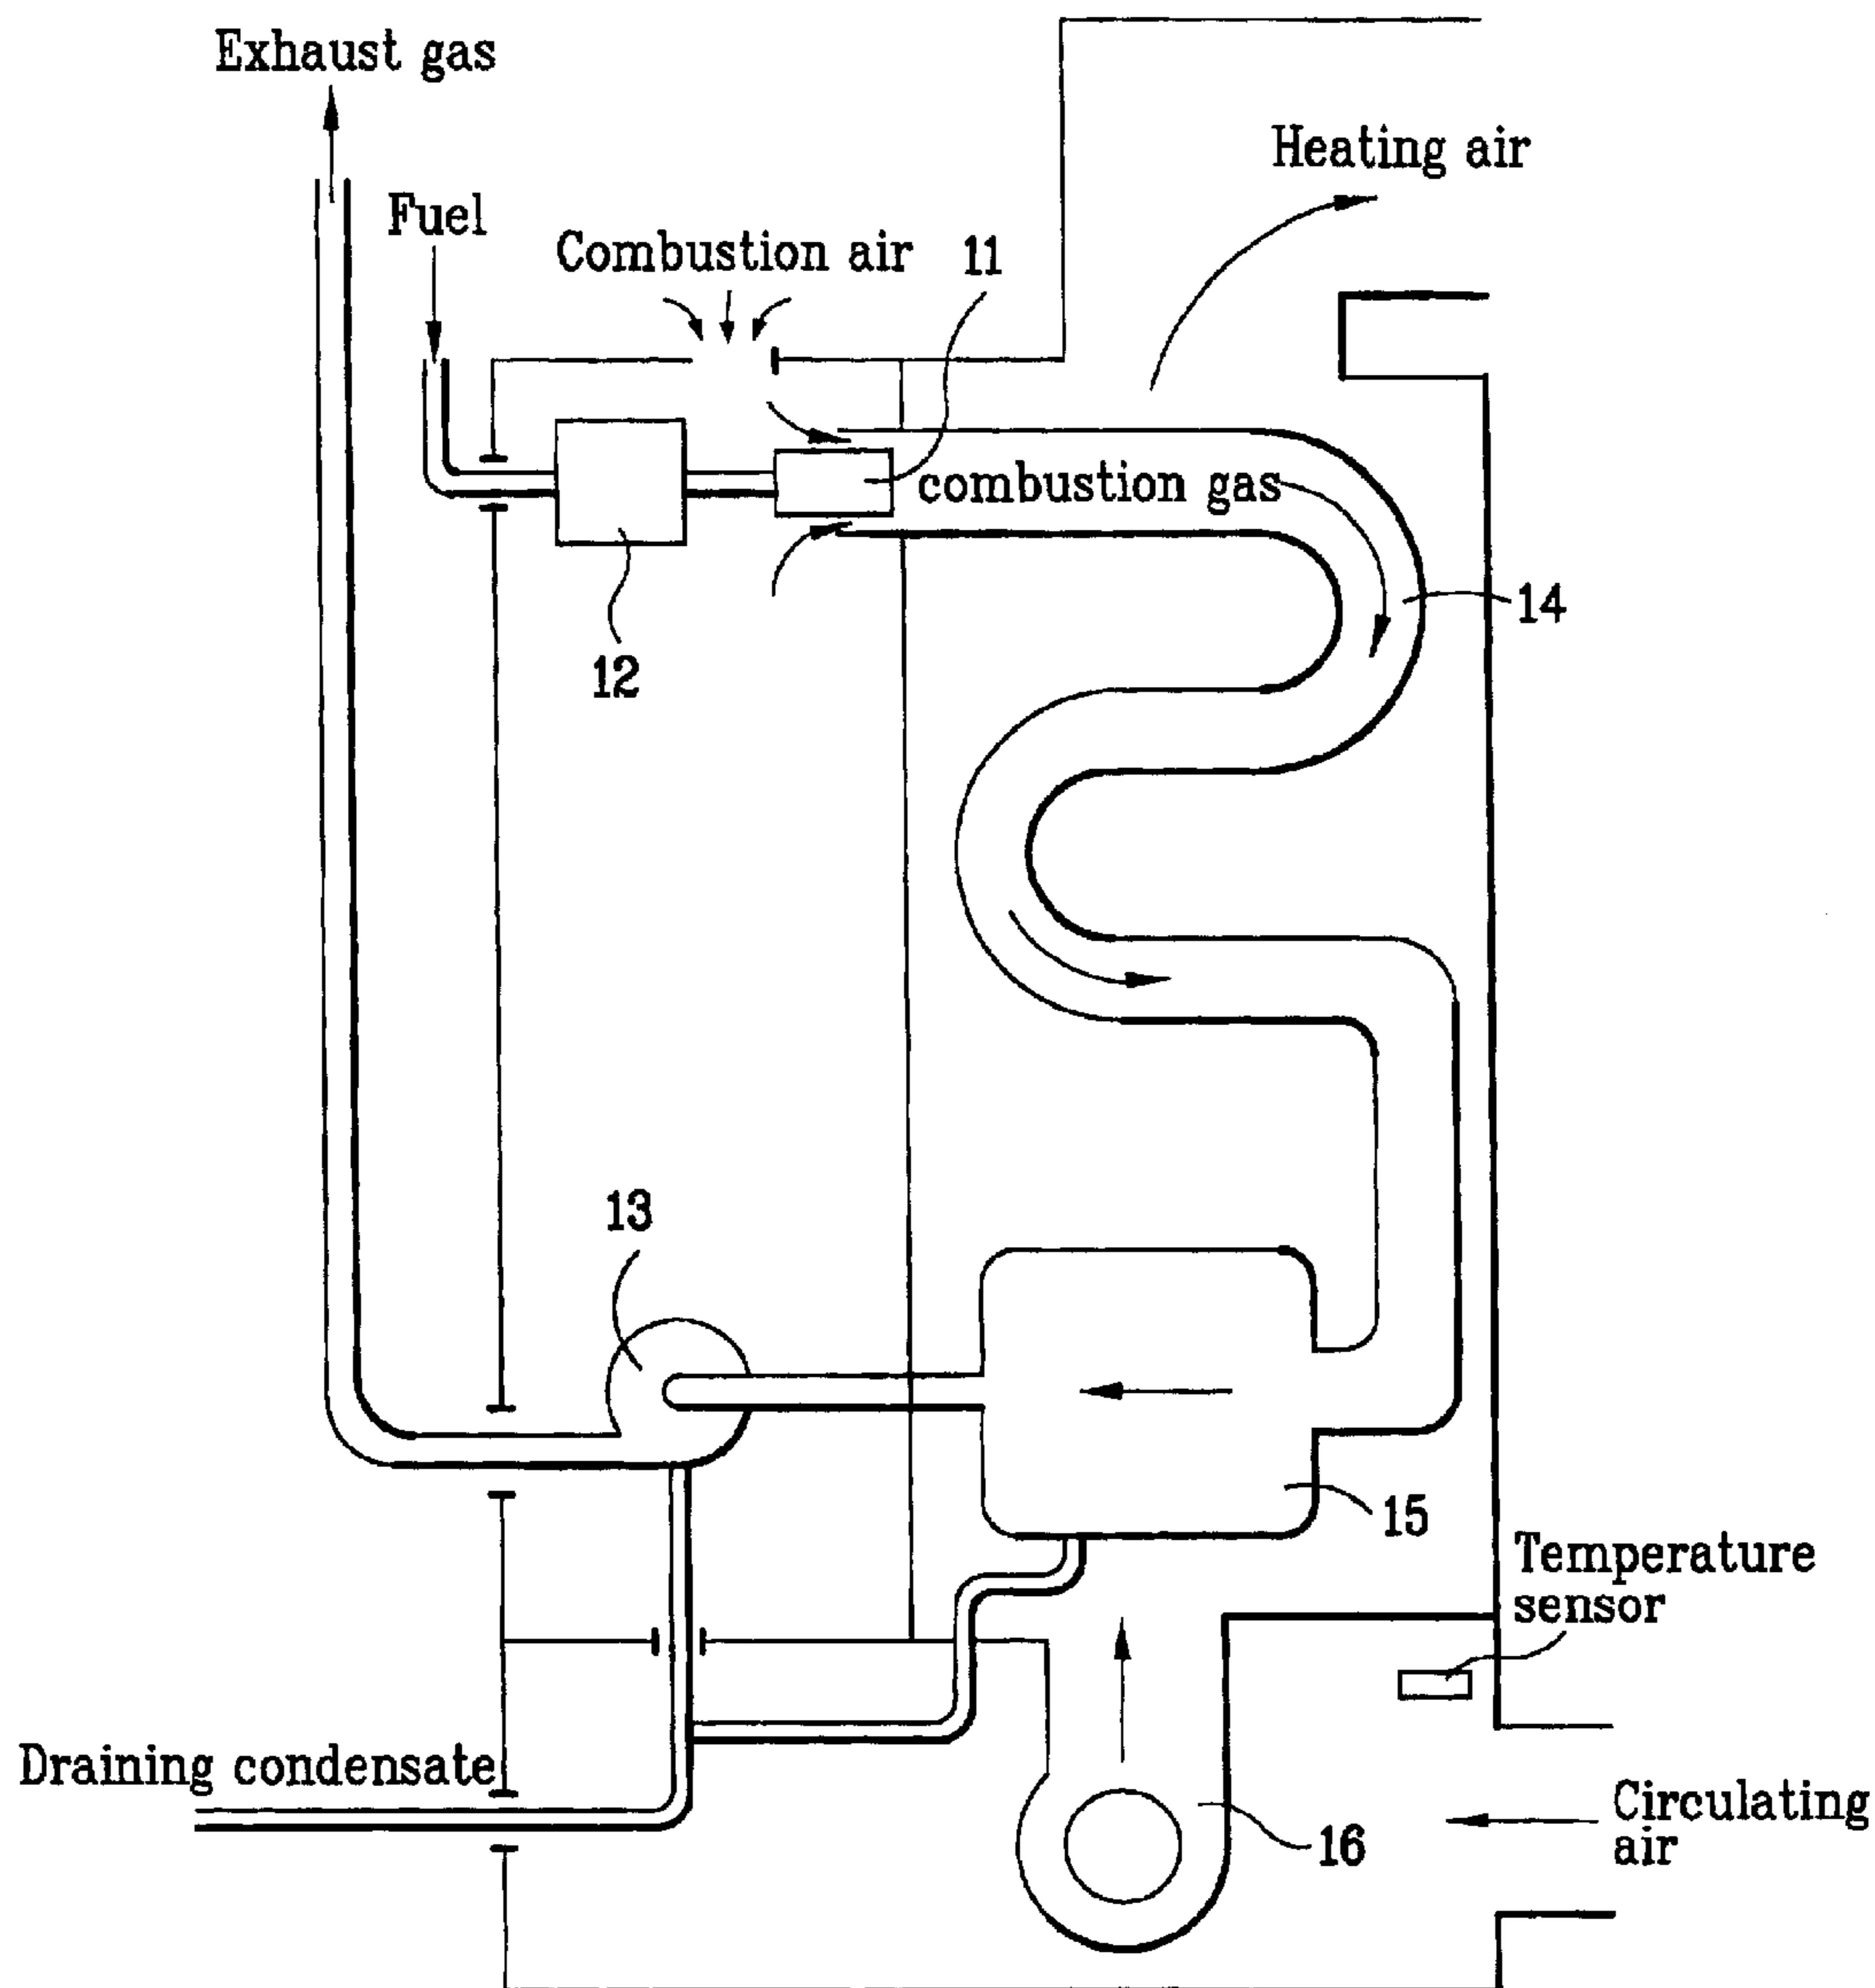 Exhaust gas
Heating air
Fuel
Combustion air
11
combustion gas
14
12
13
15
Temperature
sensor
Draining condensate
Circulating
air
16